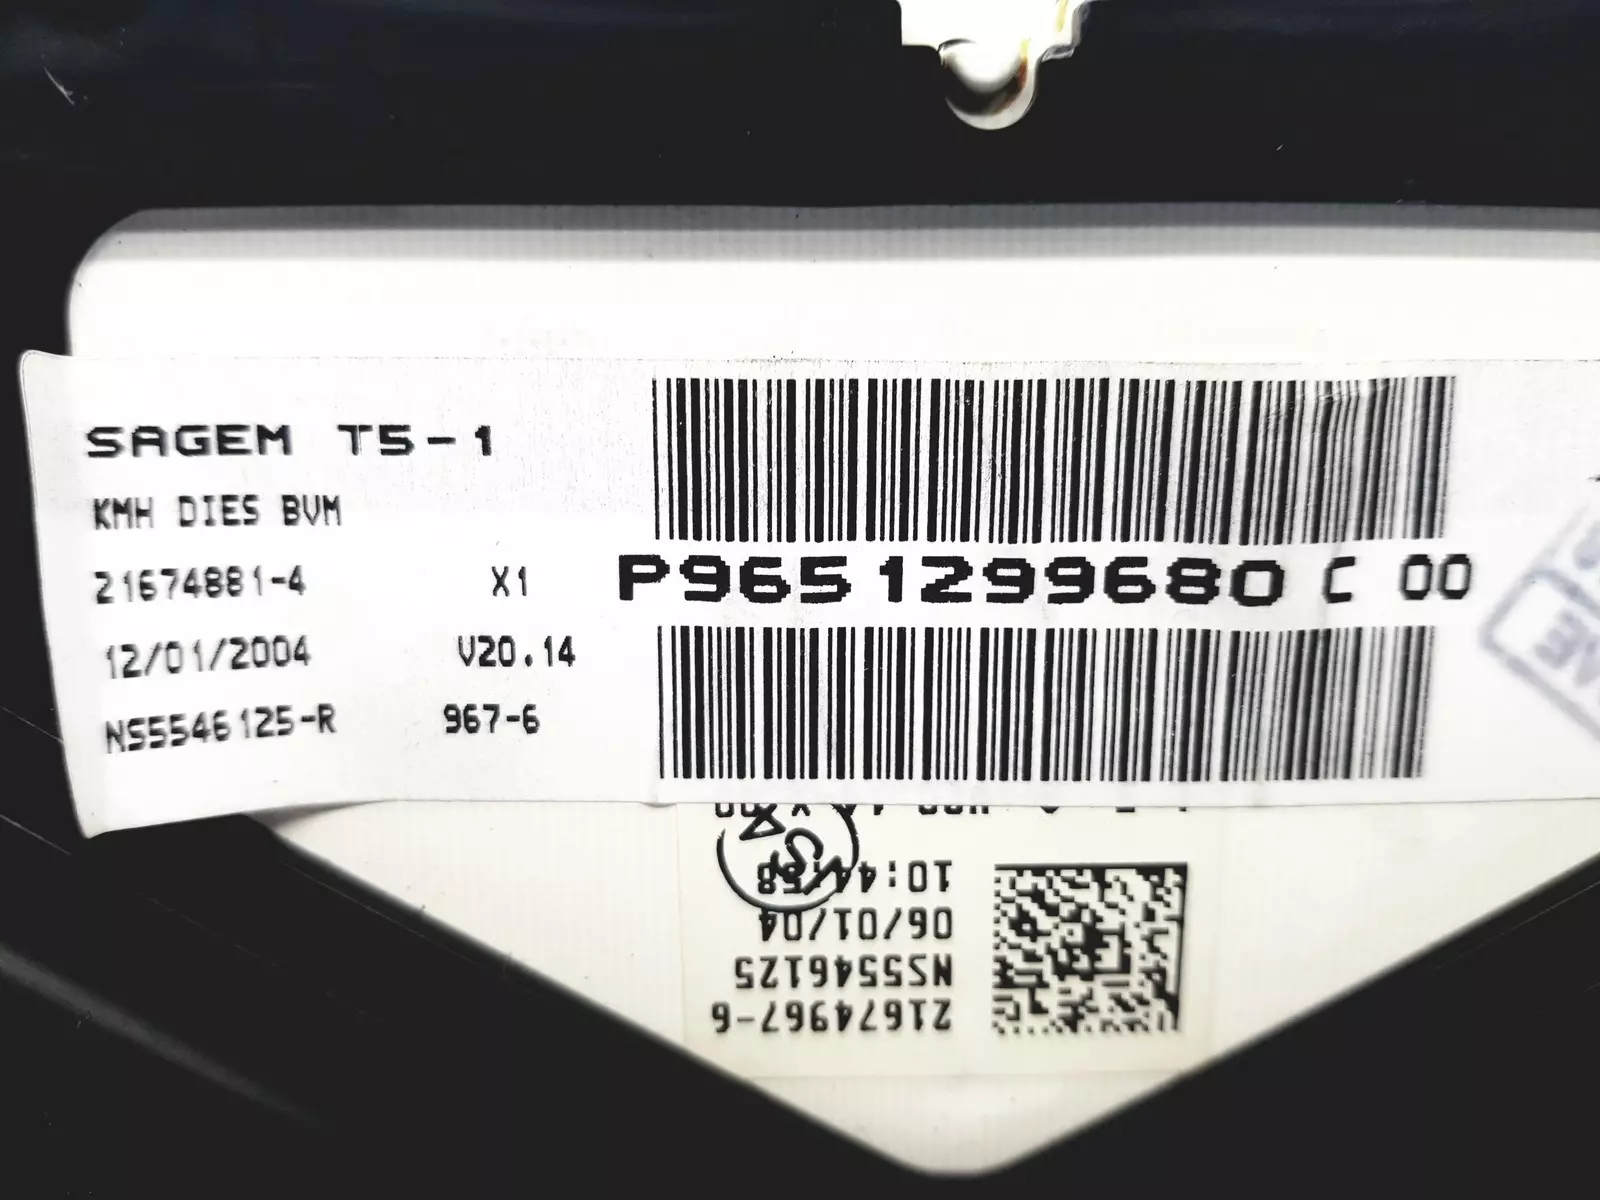 SAGEM T5-1
KMH DIES BVM
21674881-4 X1
P9651299680 C 00
12/01/2004 V20.14
NS5546125-R 967-6
21674967-6
NS5546125
06/01/04
10:44:58